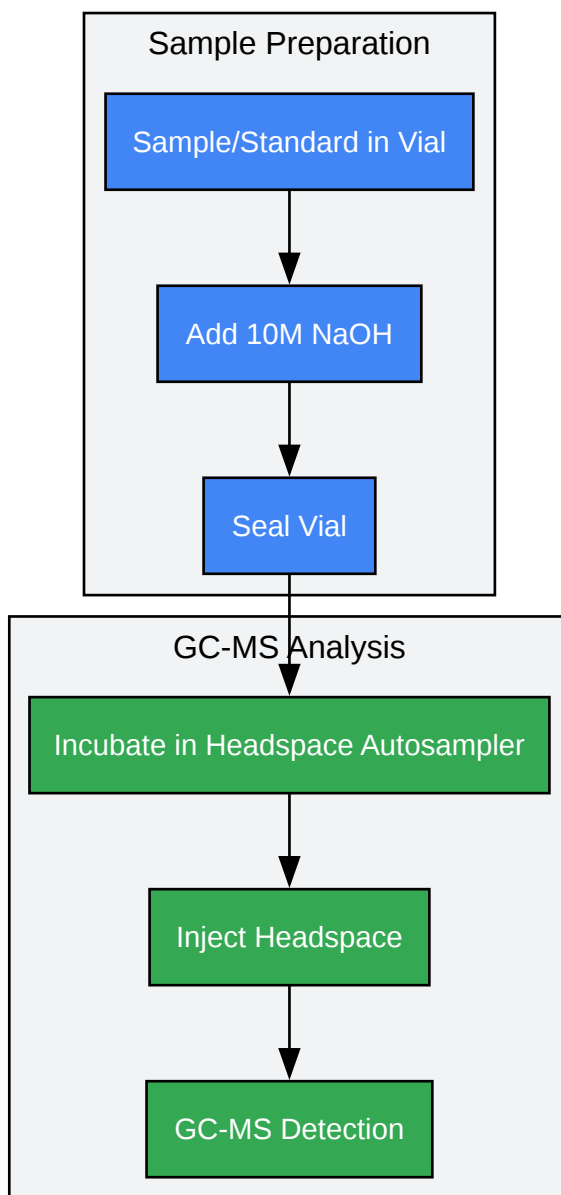 Sample Preparation
Sample/Standard in Vial
Add 10M NaOH
Seal Vial
GC-MS Analysis
Incubate in Headspace Autosampler
Inject Headspace
GC-MS Detection